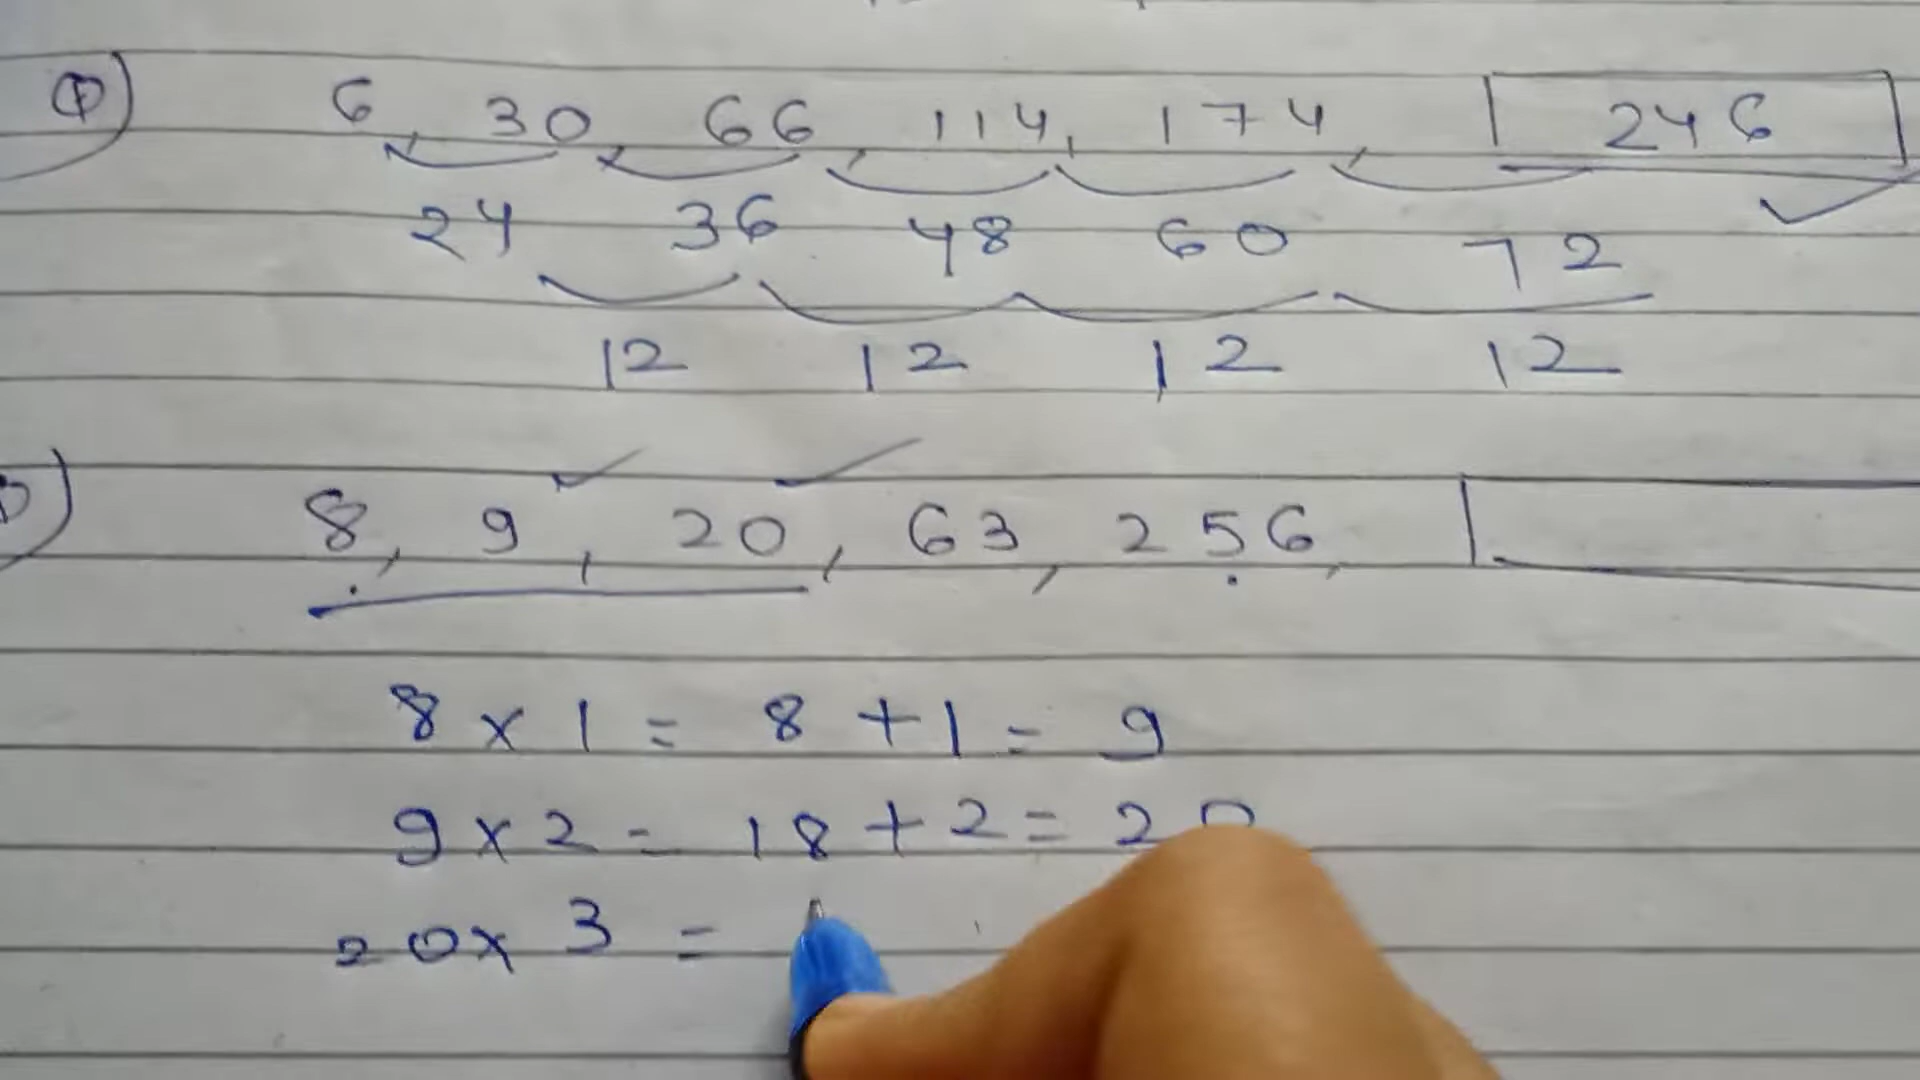 6, 30, 66, 114, 174, 246
24 36 48 60 72
12 12 12 12
8, 9, 20, 63, 256,
8 x 1 = 8 + 1 = 9
9 x 2 = 18 + 2 = 20
20 x 3 =